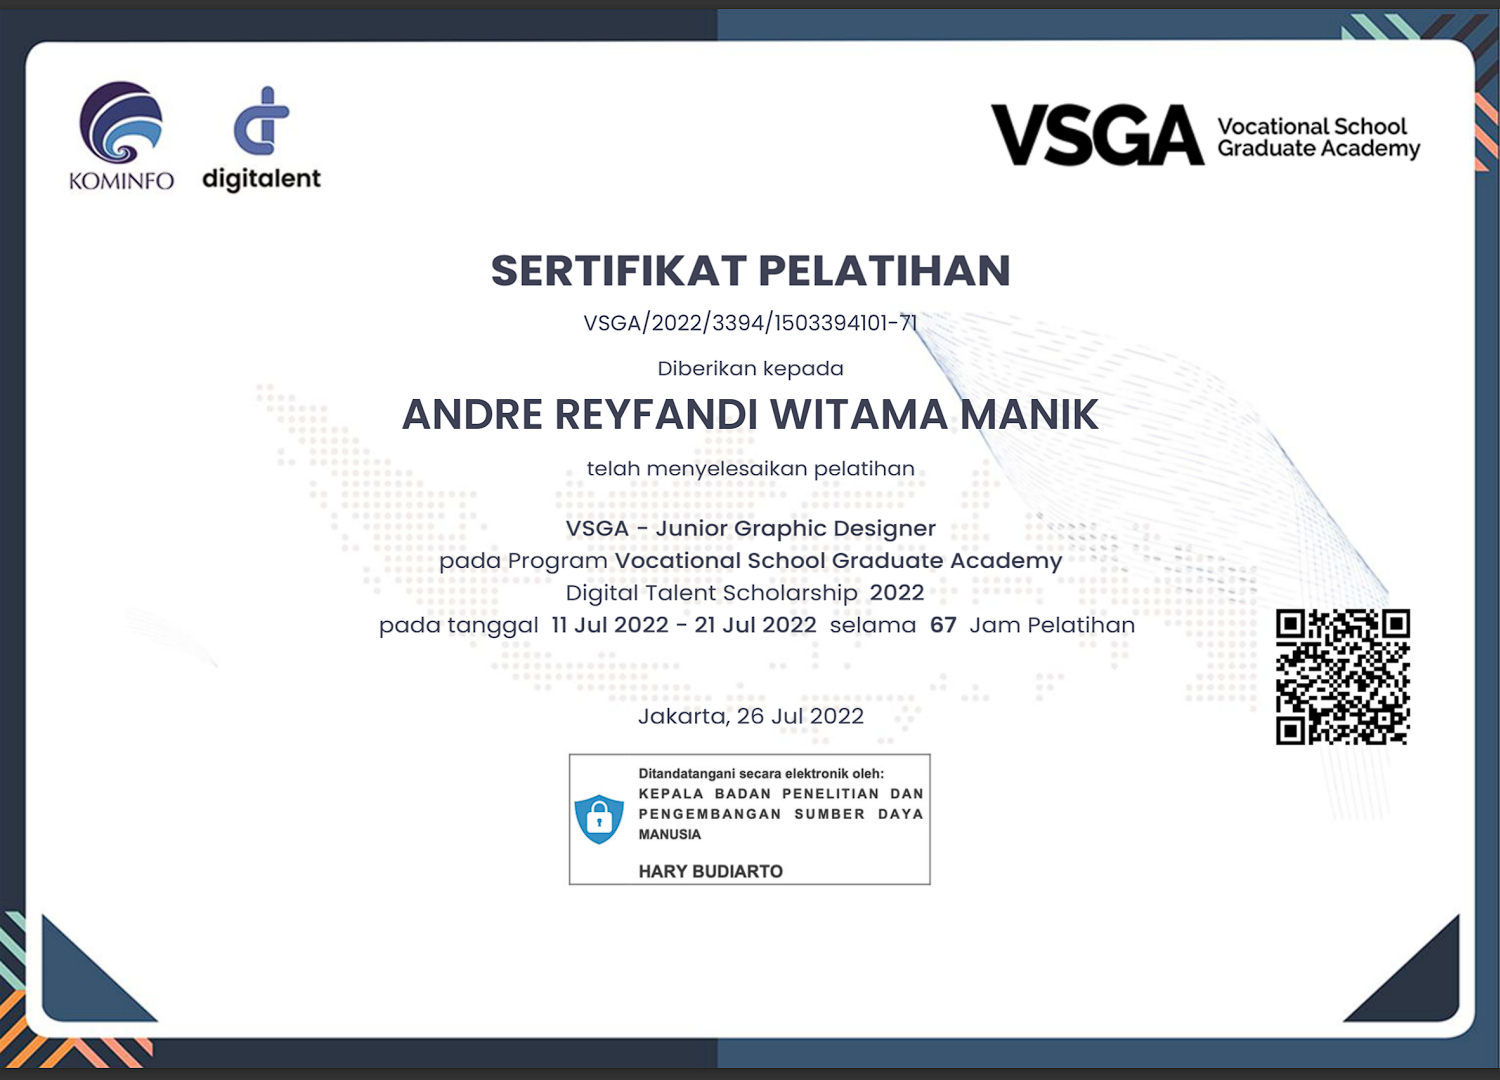 KOMINFO
digitalent
VSGA Vocational School
Graduate Academy
SERTIFIKAT PELATIHAN
VSGA/2022/3394/1503394101-71
Diberikan kepada
ANDRE REYFANDI WITAMA MANIK
telah menyelesaikan pelatihan
VSGA - Junior Graphic Designer
pada Program Vocational School Graduate Academy
Digital Talent Scholarship 2022
pada tanggal 11 Jul 2022 - 21 Jul 2022 selama 67 Jam Pelatihan
Jakarta, 26 Jul 2022
Ditandatangani secara elektronik oleh:
KEPALA BADAN PENELITIAN DAN
PENGEMBANGAN SUMBER DAYA
MANUSIA
HARY BUDIARTO